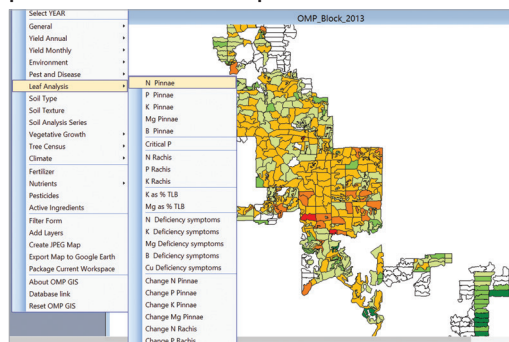 Select YEAR
OMP_Block_2013
General
Yield Annual
Yield Monthly
Environment
Pest and Disease
Leaf Analysis
Soil Type
Soil Texture
Soil Analysis Series
Vegetative Growth
Tree Census
Climate
Fertilizer
Nutrients
Pesticides
Active Ingredients
Filter Form
Add Layers
Create JPEG Map
Export Map to Google Earth
Package Current Workspace
About OMP GIS
Database link
Reset OMP GIS
N Pinnae
P Pinnae
K Pinnae
Mg Pinnae
B Pinnae
Critical P
N Rachis
P Rachis
K Rachis
K as % TLB
Mg as % TLB
N Deficiency symptoms
K Deficiency symptoms
Mg Deficiency symptoms
B Deficiency symptoms
Cu Deficiency symptoms
Change N Pinnae
Change P Pinnae
Change K Pinnae
Change Mg Pinnae
Change N Rachis
Change P Rachis